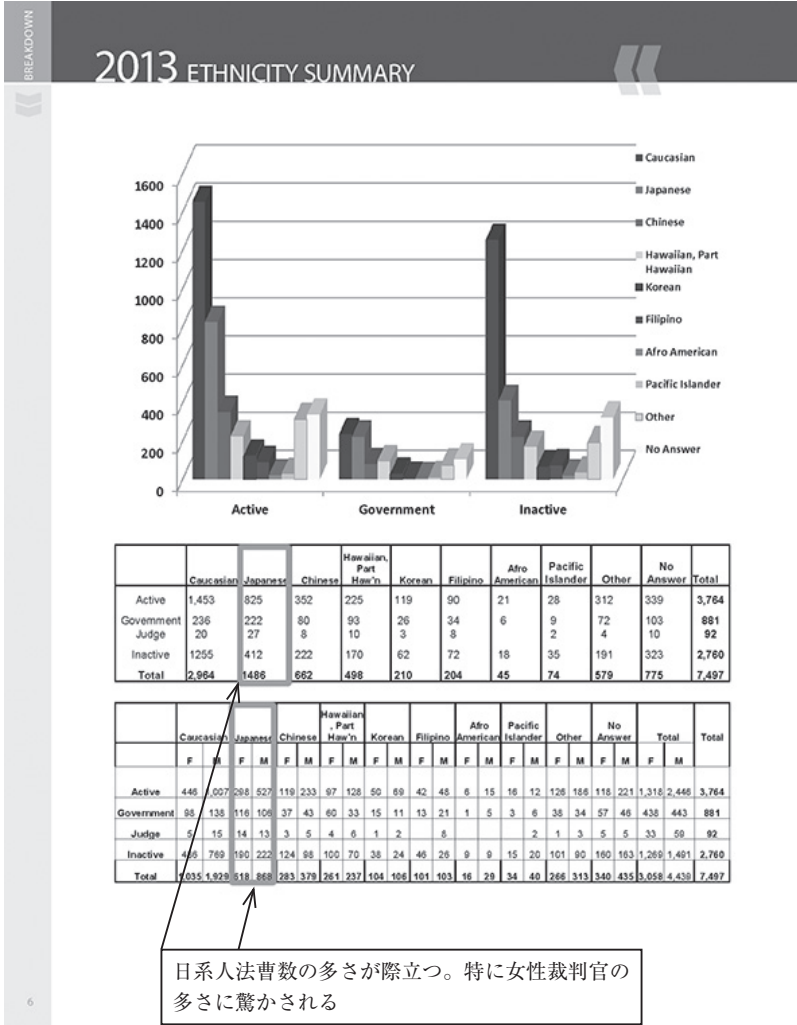 BREAKDOWN
2013 ETHNICITY SUMMARY
1600
1400
1200
1000
800
600
400
200
0
Active Government Inactive
Caucasian
Japanese
Chinese
Hawaiian, Part
Hawaiian
Korean
Filipino
Afro American
Pacific Islander
Other
No Answer
Caucasian Japanese Chinese Hawaiian, Part Haw'n Korean Filipino Afro American Pacific Islander Other No Answer Total
Active 1,453 825 352 225 119 90 21 28 312 339 3,764
Government 236 222 80 93 26 34 6 9 72 103 881
Judge 20 27 8 10 3 8 2 4 10 92
Inactive 1255 412 222 170 62 72 18 35 191 323 2,760
Total 2,964 1486 662 498 210 204 45 74 579 775 7,497
Caucasian Japanese Chinese Hawaiian, Part Haw'n Korean Filipino Afro American Pacific Islander Other No Answer Total Total
F M F M F M F M F M F M F M F M F M F M F M
Active 446 1,007 298 527 119 233 97 128 50 69 42 48 6 15 16 12 126 186 118 221 1,318 2,446 3,764
Government 98 138 116 106 37 43 60 33 15 11 13 21 1 5 3 6 38 34 57 46 438 443 881
Judge 5 15 14 13 3 5 4 6 1 2 8 2 1 3 5 5 33 59 92
Inactive 486 769 190 222 124 98 100 70 38 24 46 26 9 9 15 20 101 90 160 163 1,269 1,491 2,760
Total 1,035 1,929 618 868 283 379 261 237 104 106 101 103 16 29 34 40 266 313 340 435 3,058 4,439 7,497
日系人法曹数の多さが際立つ。特に女性裁判官の
多さに驚かされる
6